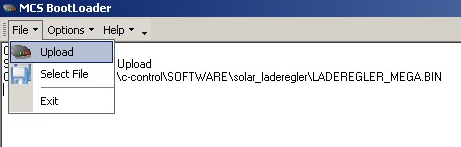 MCS BootLoader
File Options Help
Upload
Upload
Select File
\c-control\SOFTWARE\solar_laderegler\LADEREGLER_MEGA.BIN
Exit